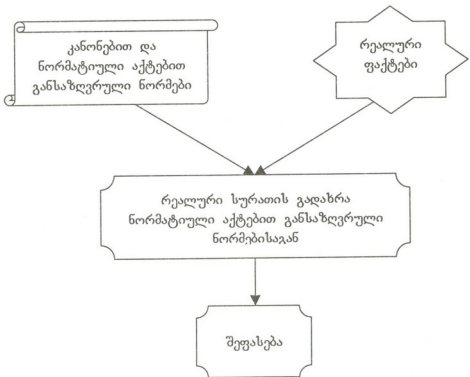 კანონებით და
ნორმატიული აქტებით
განსაზღვრული ნორმები
რეალური
ფაქტები
რეალური სურათის გადახრა
ნორმატიული აქტებით განსაზღვრული
ნორმებისაგან
შეფასება